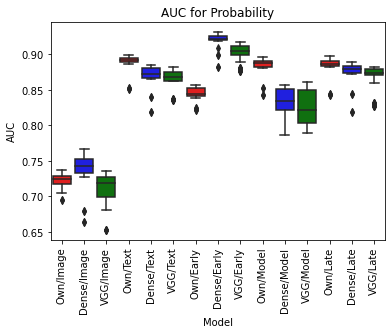 AUC for Probability
AUC
0.90
0.85
0.80
0.75
0.70
0.65
Own/Image
Dense/Image
VGG/Image
Own/Text
Dense/Text
VGG/Text
Own/Early
Dense/Early
VGG/Early
Own/Model
Dense/Model
VGG/Model
Own/Late
Dense/Late
VGG/Late
Model